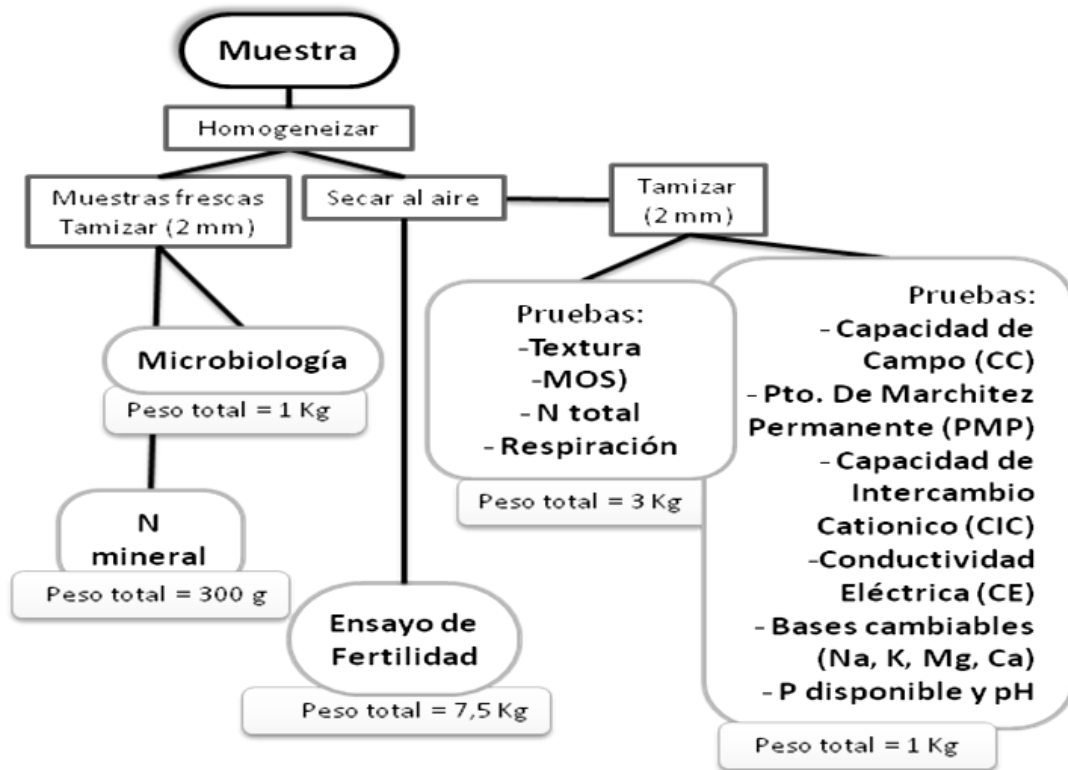 Muestra
Homogeneizar
Muestras frescas
Tamizar (2 mm)
Secar al aire
Tamizar
(2 mm)
Microbiología
Peso total = 1 Kg
N
mineral
Peso total = 300 g
Ensayo de
Fertilidad
Peso total = 7,5 Kg
Pruebas:
-Textura
-MOS)
- N total
- Respiración
Peso total = 3 Kg
Pruebas:
- Capacidad de
Campo (CC)
- Pto. De Marchitez
Permanente (PMP)
- Capacidad de
Intercambio
Cationico (CIC)
-Conductividad
Eléctrica (CE)
- Bases cambiables
(Na, K, Mg, Ca)
- P disponible y pH
Peso total = 1 Kg